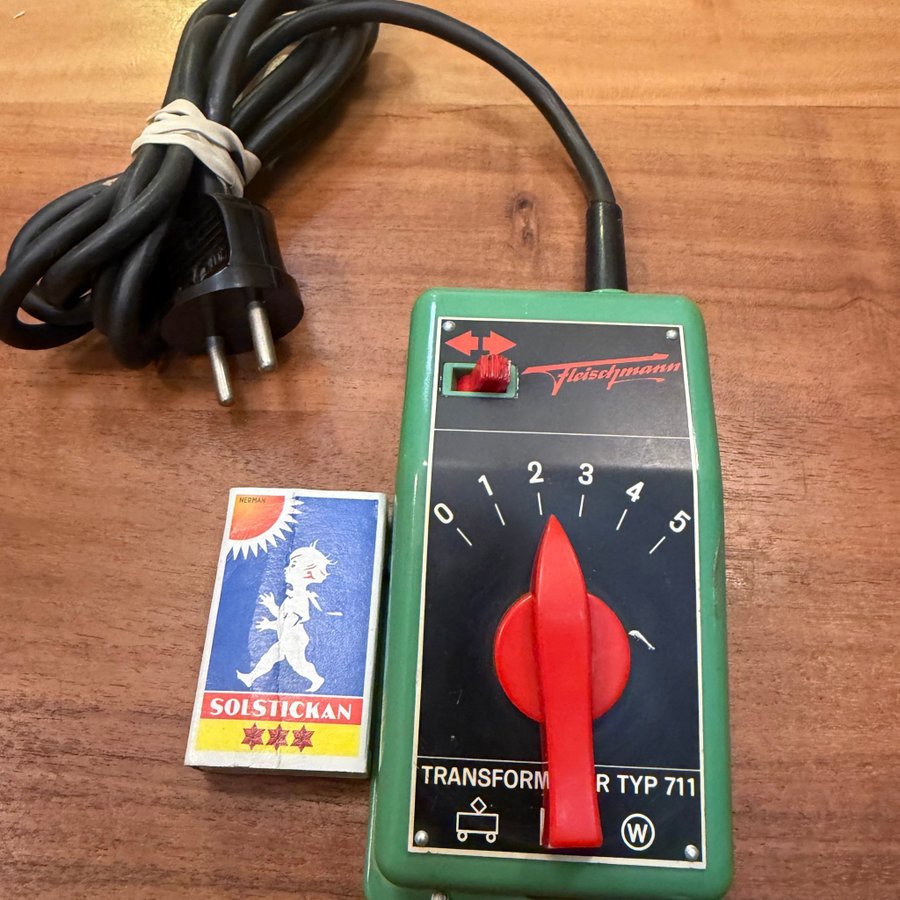 Fleischmann
0 1 2 3 4 5
TRANSFORM R TYP 711
W
NERMAN
SOLSTICKAN